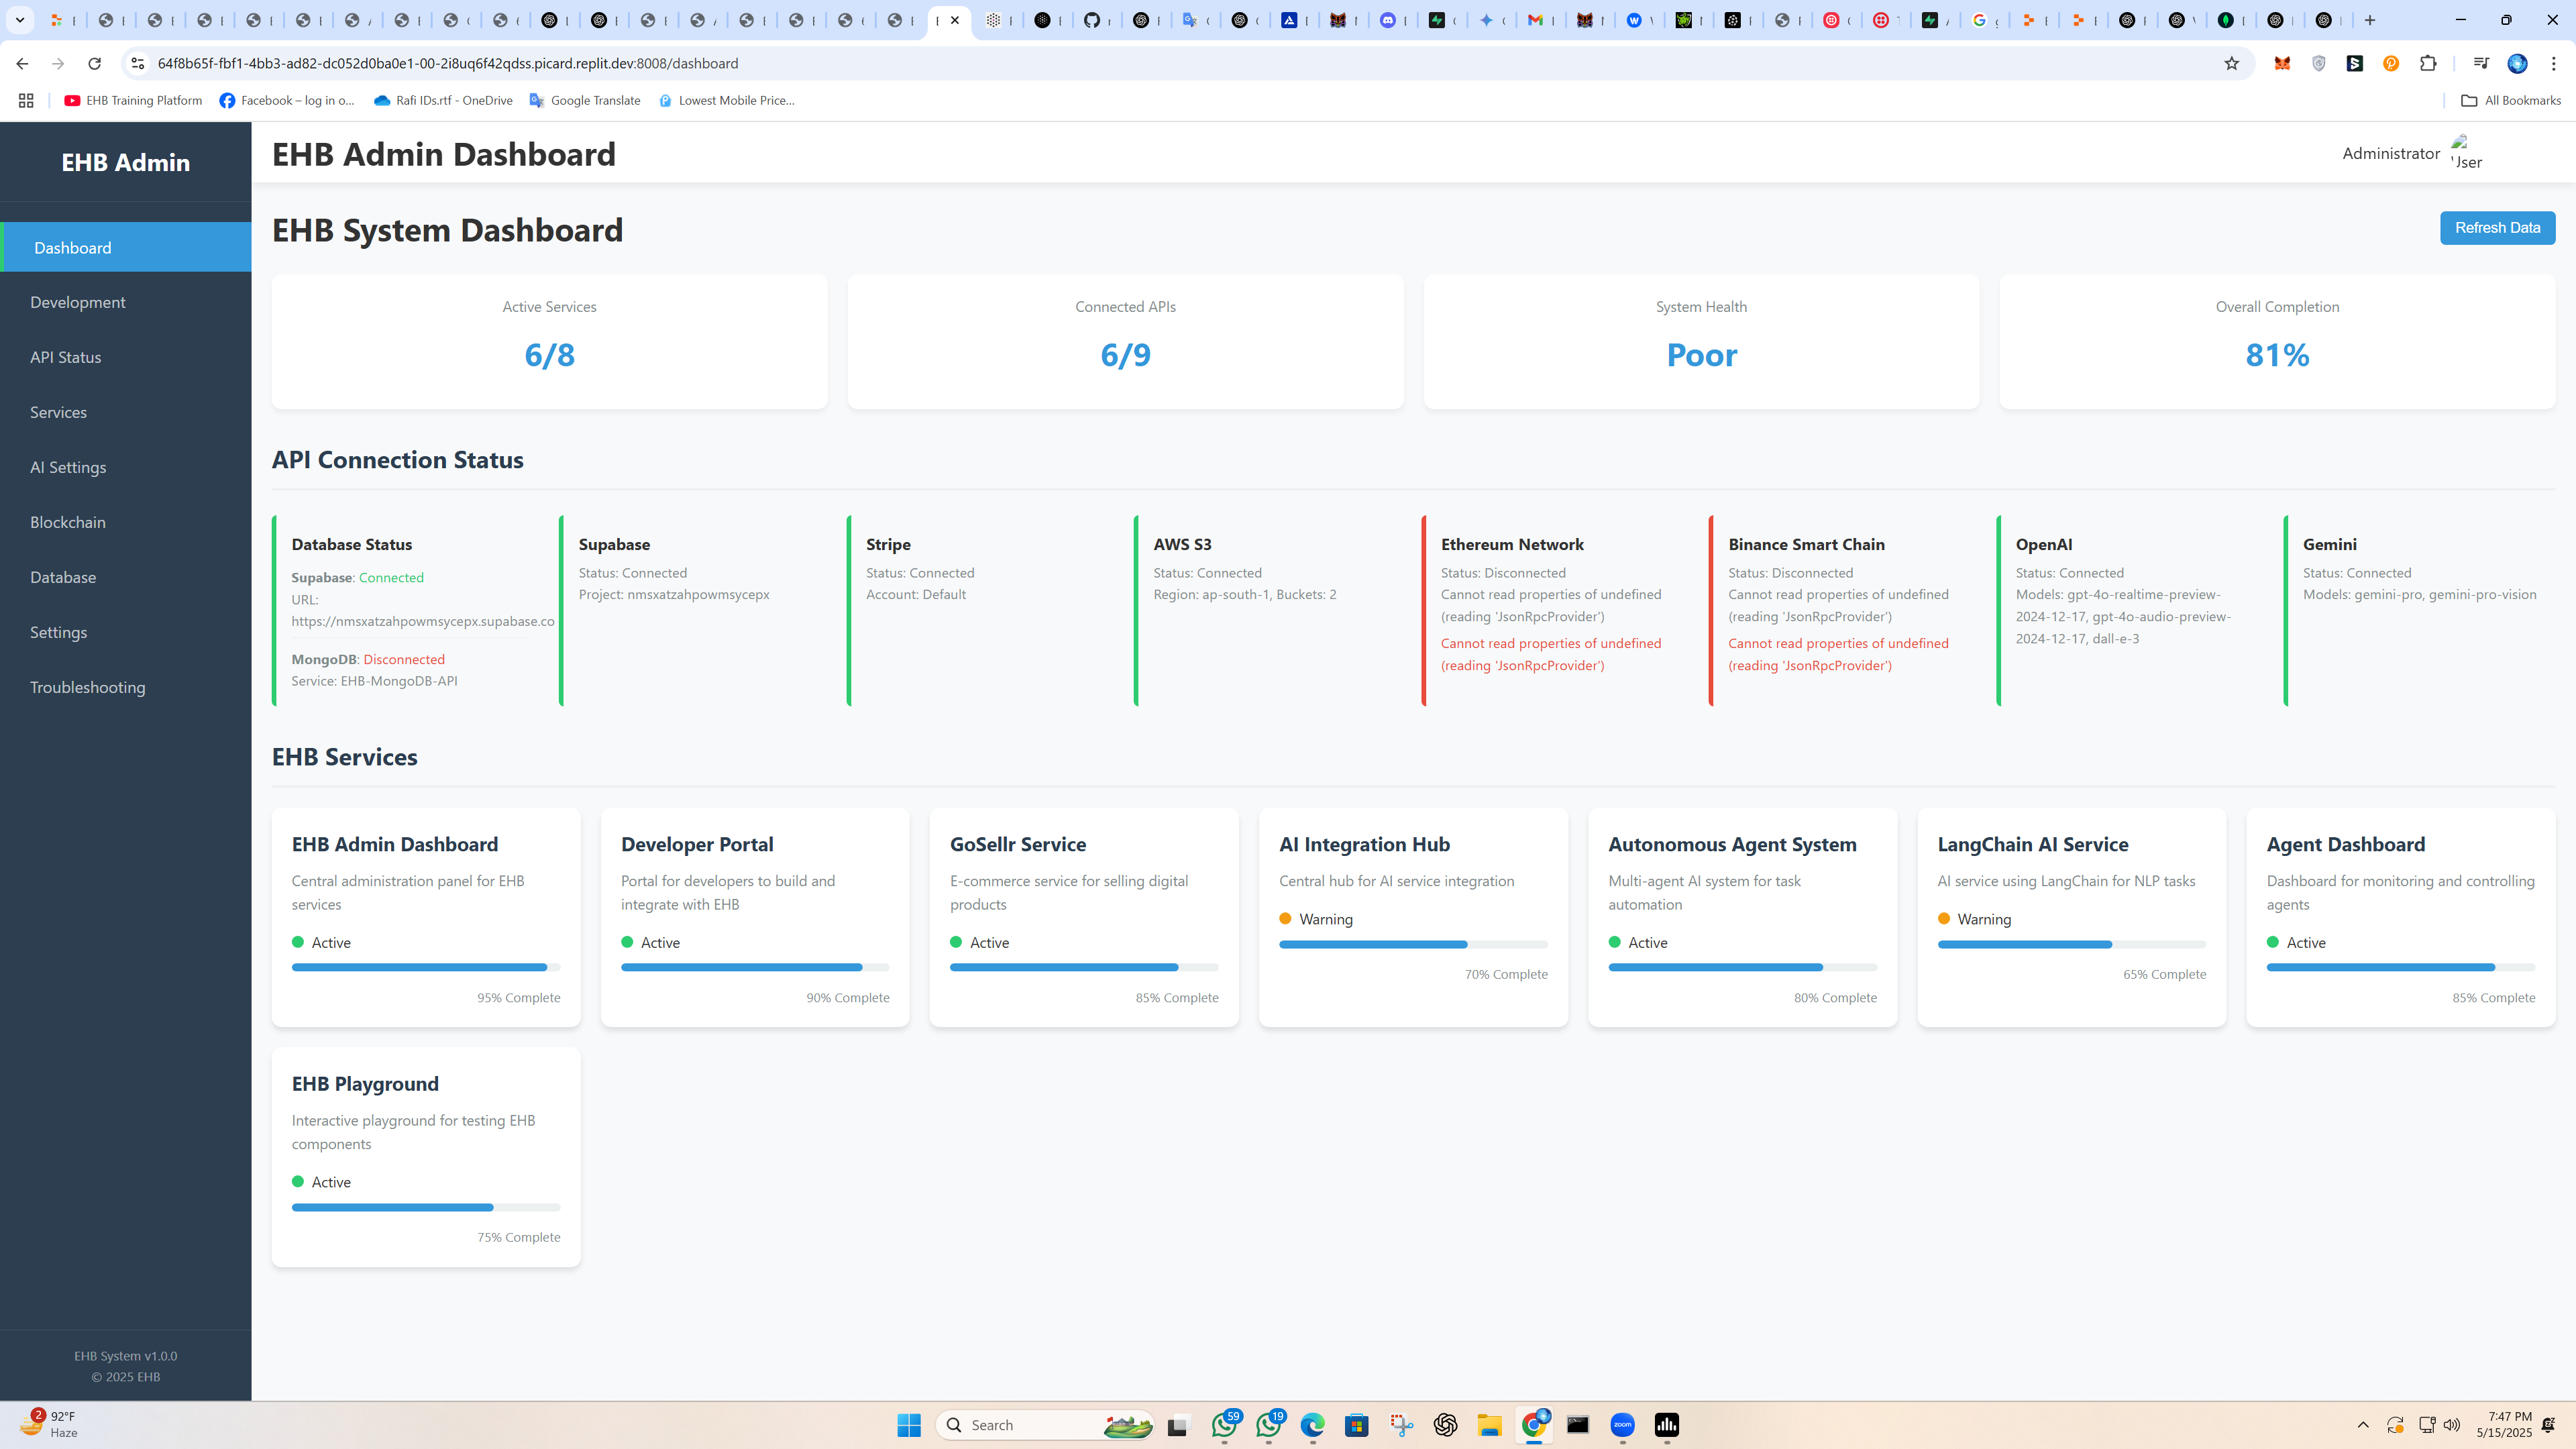 64f8b65f-fbf1-4bb3-ad82-dc052d0ba0e1-00-2i8uq6f42qdss.picard.replit.dev:8008/dashboard
EHB Training Platform
Facebook – log in o...
Rafi IDs.rtf - OneDrive
Google Translate
Lowest Mobile Price...
All Bookmarks
EHB Admin
EHB Admin Dashboard
Administrator
User
Dashboard
Development
API Status
Services
AI Settings
Blockchain
Database
Settings
Troubleshooting
EHB System v1.0.0
© 2025 EHB
EHB System Dashboard
Refresh Data
Active Services
6/8
Connected APIs
6/9
System Health
Poor
Overall Completion
81%
API Connection Status
Database Status
Supabase: Connected
URL:
https://nmsxatzahpowmsycepx.supabase.co
MongoDB: Disconnected
Service: EHB-MongoDB-API
Supabase
Status: Connected
Project: nmsxatzahpowmsycepx
Stripe
Status: Connected
Account: Default
AWS S3
Status: Connected
Region: ap-south-1, Buckets: 2
Ethereum Network
Status: Disconnected
Cannot read properties of undefined
(reading 'JsonRpcProvider')
Cannot read properties of undefined
(reading 'JsonRpcProvider')
Binance Smart Chain
Status: Disconnected
Cannot read properties of undefined
(reading 'JsonRpcProvider')
Cannot read properties of undefined
(reading 'JsonRpcProvider')
OpenAI
Status: Connected
Models: gpt-4o-realtime-preview-
2024-12-17, gpt-4o-audio-preview-
2024-12-17, dall-e-3
Gemini
Status: Connected
Models: gemini-pro, gemini-pro-vision
EHB Services
EHB Admin Dashboard
Central administration panel for EHB
services
Active
95% Complete
Developer Portal
Portal for developers to build and
integrate with EHB
Active
90% Complete
GoSellr Service
E-commerce service for selling digital
products
Active
85% Complete
AI Integration Hub
Central hub for AI service integration
Warning
70% Complete
Autonomous Agent System
Multi-agent AI system for task
automation
Active
80% Complete
LangChain AI Service
AI service using LangChain for NLP tasks
Warning
65% Complete
Agent Dashboard
Dashboard for monitoring and controlling
agents
Active
85% Complete
EHB Playground
Interactive playground for testing EHB
components
Active
75% Complete
2
92°F
Haze
Search
59
19
zoom
7:47 PM
5/15/2025